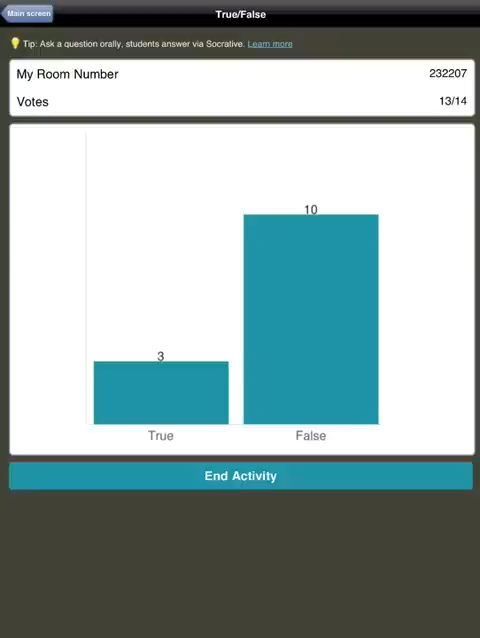 Main screen
True/False
Tip: Ask a question orally, students answer via Socrative. Learn more
My Room Number 232207
Votes 13/14
10
3
True False
End Activity